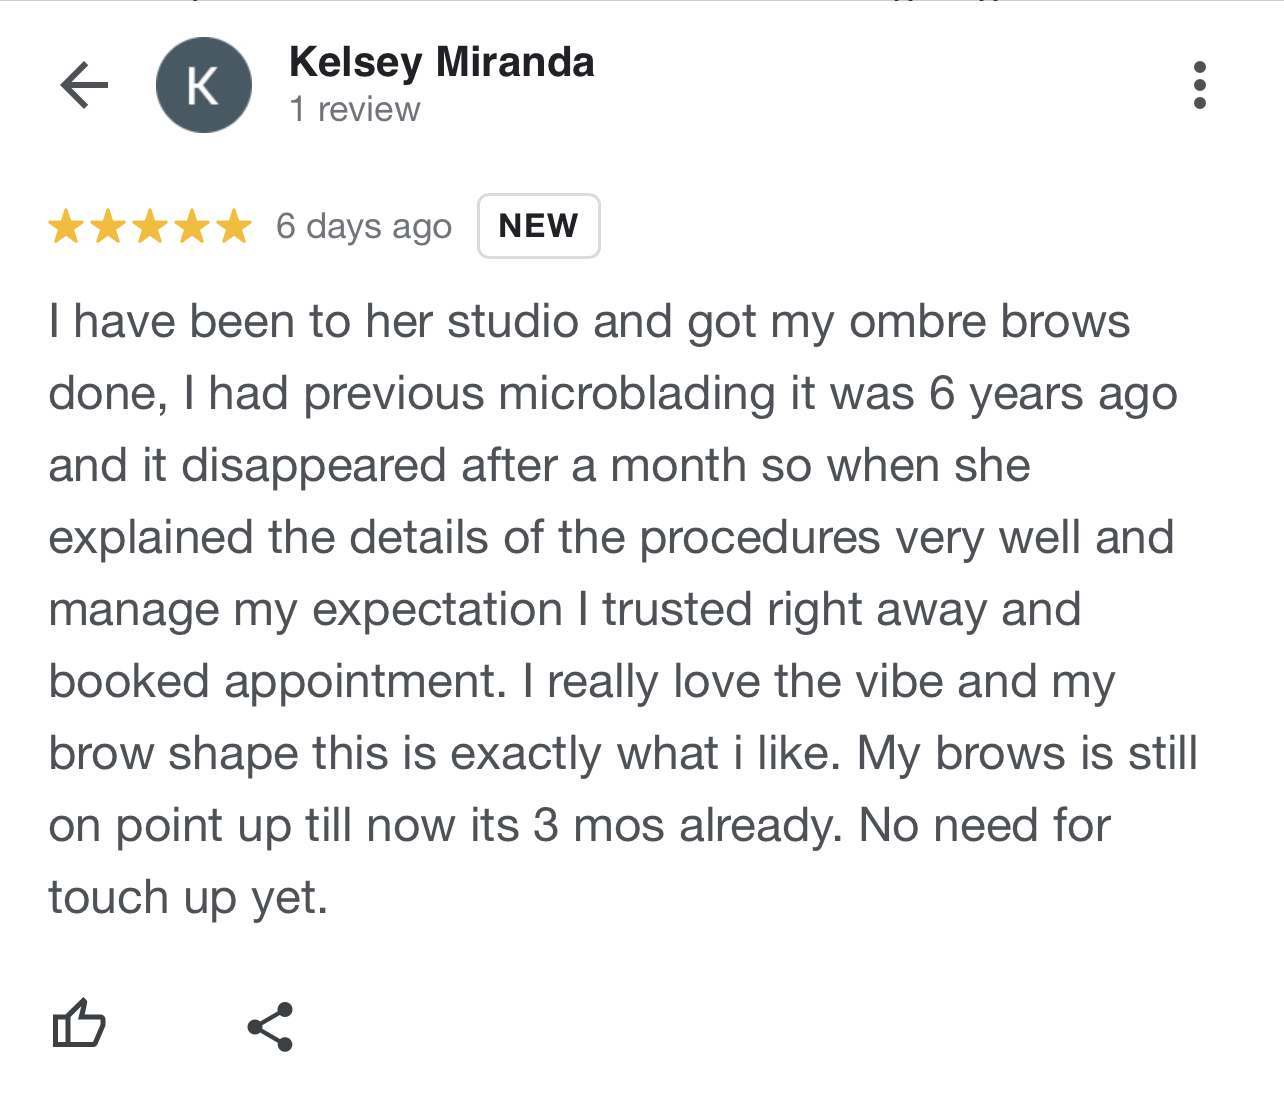 K
Kelsey Miranda
1 review
6 days ago
NEW
I have been to her studio and got my ombre brows
done, I had previous microblading it was 6 years ago
and it disappeared after a month so when she
explained the details of the procedures very well and
manage my expectation I trusted right away and
booked appointment. I really love the vibe and my
brow shape this is exactly what i like. My brows is still
on point up till now its 3 mos already. No need for
touch up yet.